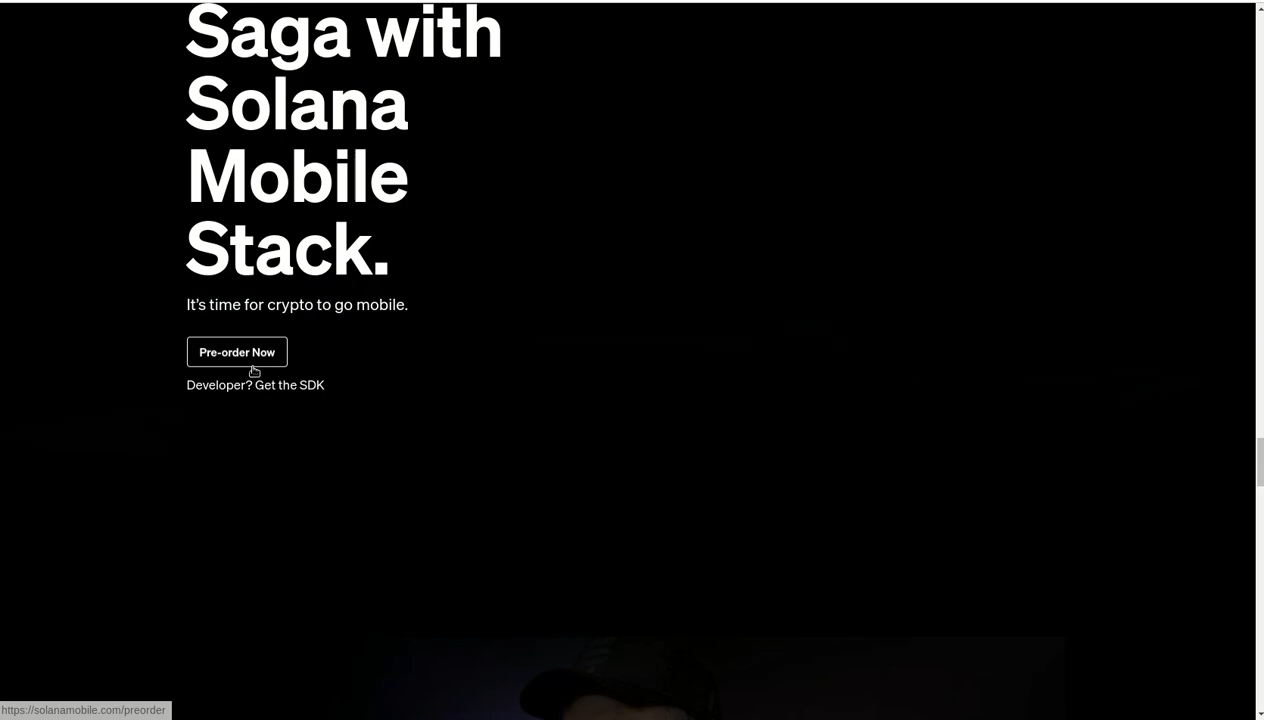 Saga with
Solana
Mobile
Stack.
It's time for crypto to go mobile.
Pre-order Now
Developer? Get the SDK
https://solanamobile.com/preorder